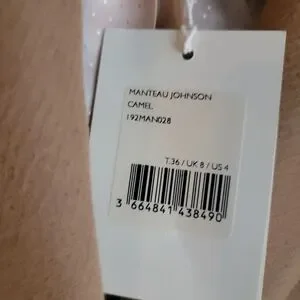 MANTEAU JOHNSON
CAMEL
192MAN028
T.36 / UK 8 / US 4
3 664841 438490